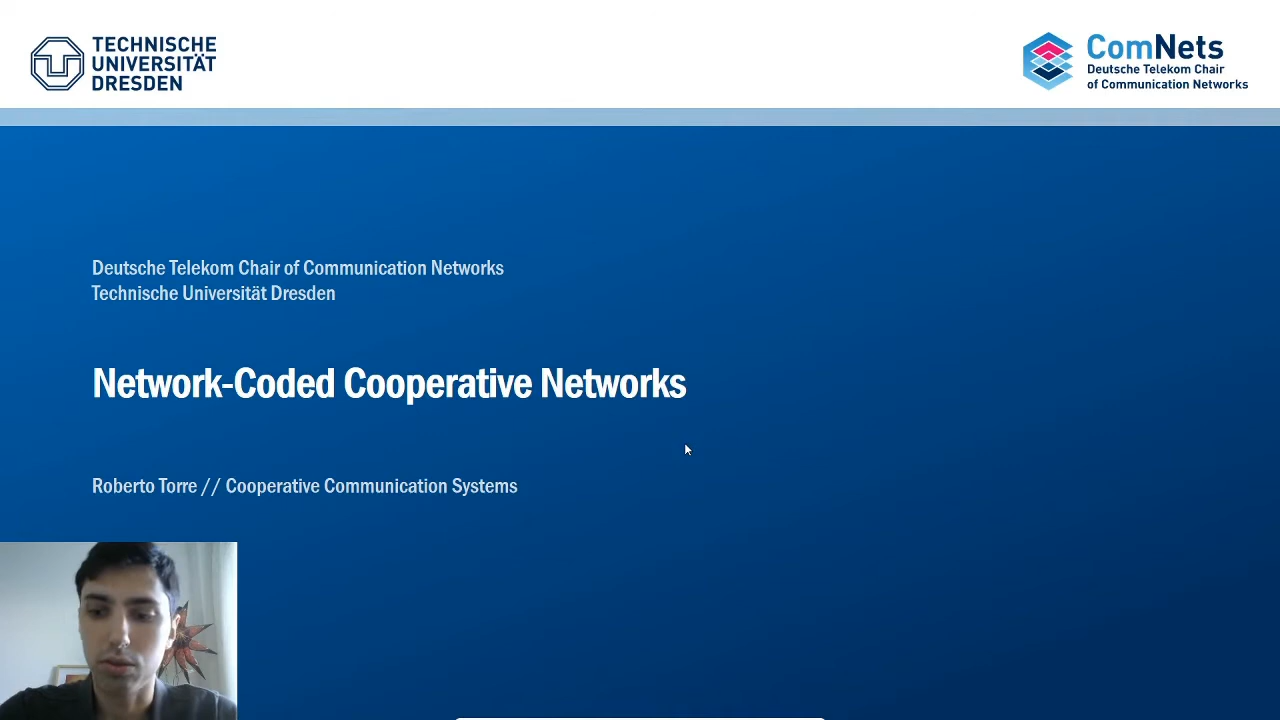 TECHNISCHE
UNIVERSITÄT
DRESDEN
ComNets
Deutsche Telekom Chair
of Communication Networks
Deutsche Telekom Chair of Communication Networks
Technische Universität Dresden
Network-Coded Cooperative Networks
Roberto Torre // Cooperative Communication Systems